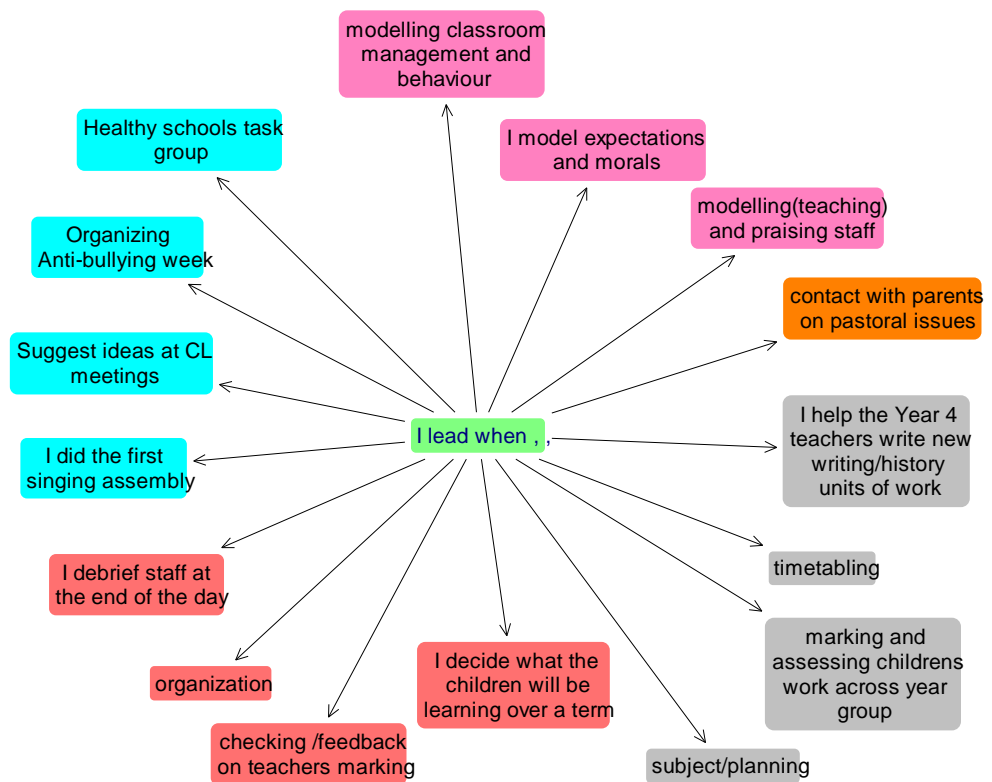 modelling classroom
management and
behaviour
Healthy schools task
group
I model expectations
and morals
modelling(teaching)
and praising staff
Organizing
Anti-bullying week
contact with parents
on pastoral issues
Suggest ideas at CL
meetings
I lead when , ,
I help the Year 4
teachers write new
writing/history
units of work
I did the first
singing assembly
I debrief staff at
the end of the day
timetabling
organization
I decide what the
children will be
learning over a term
marking and
assessing childrens
work across year
group
checking /feedback
on teachers marking
subject/planning